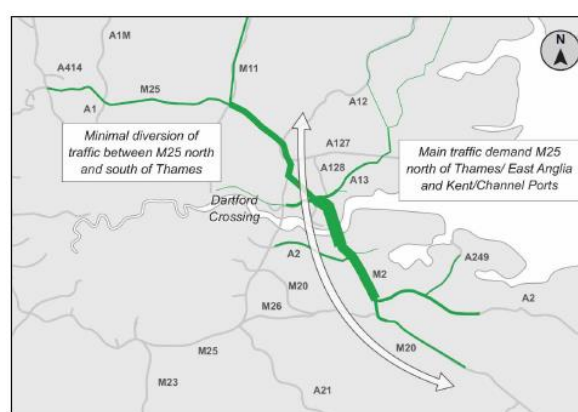 N
A1M
A414
M11
M25
A12
A1
Minimal diversion of
traffic between M25 north
and south of Thames
A127
A128
Main traffic demand M25
north of Thames/ East Anglia
and Kent/Channel Ports
A13
Dartford
Crossing
A2
A249
M2
M20
A2
M26
M20
M25
M23
A21